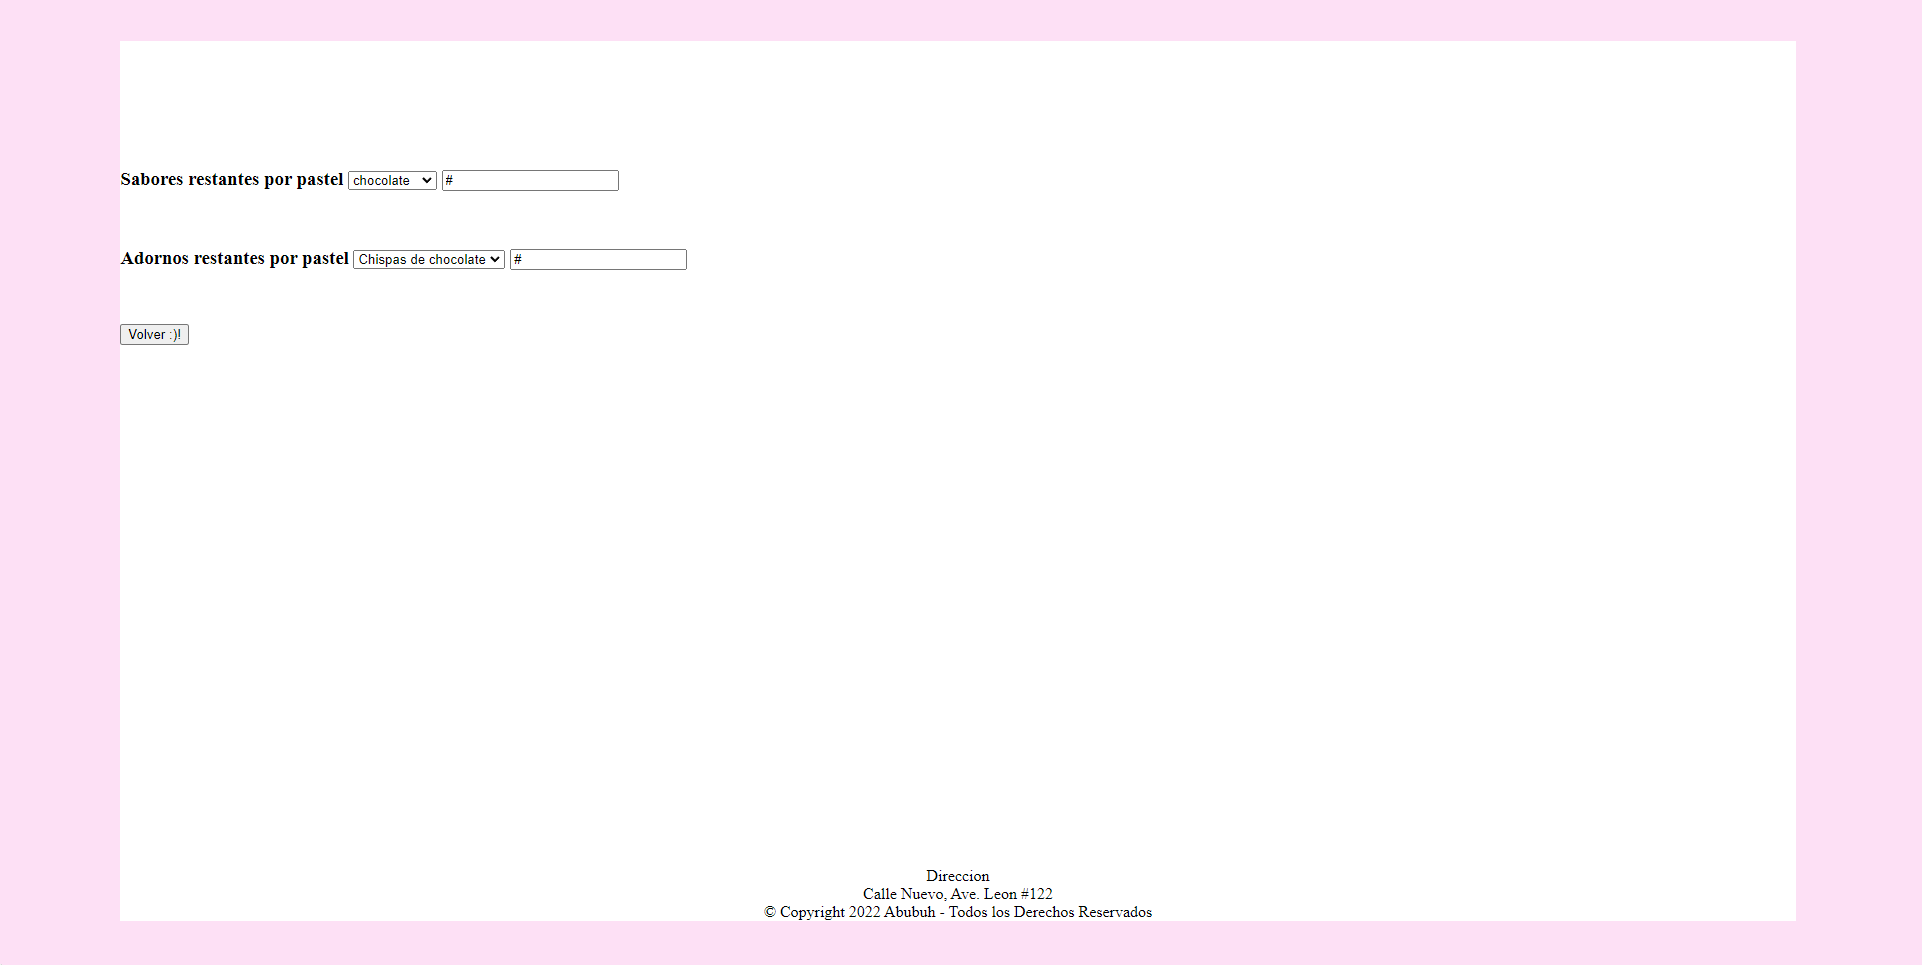 Sabores restantes por pastel chocolate #
Adornos restantes por pastel Chispas de chocolate #
Volver :)!
Direccion
Calle Nuevo, Ave. Leon #122
© Copyright 2022 Abubuh - Todos los Derechos Reservados